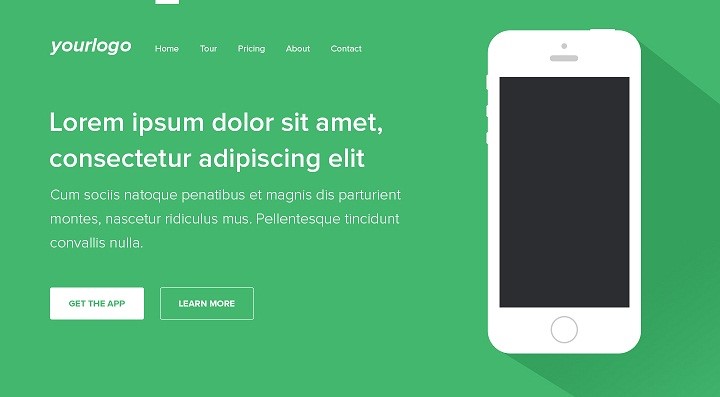 yourlogo
Home Tour Pricing About Contact
Lorem ipsum dolor sit amet,
consectetur adipiscing elit
Cum sociis natoque penatibus et magnis dis parturient
montes, nascetur ridiculus mus. Pellentesque tincidunt
convallis nulla.
GET THE APP LEARN MORE